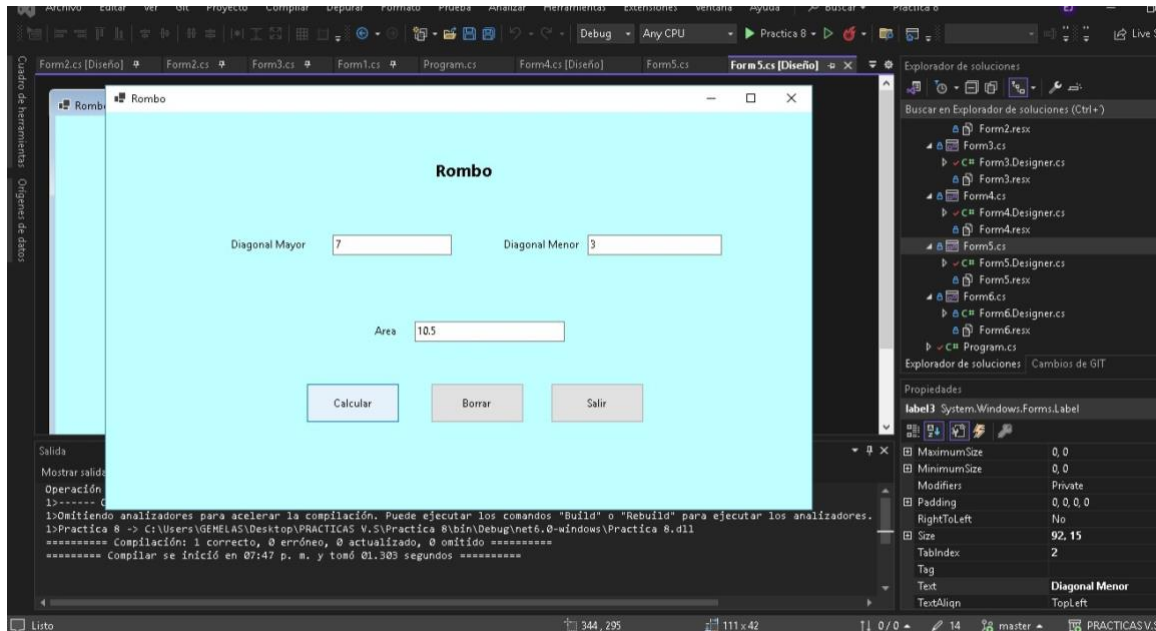 Archivo Editar Ver Git Proyecto Compilar Depurar Formato Prueba Analizar Herramientas Extensiones Ventana Ayuda Buscar Practica 8
Debug Any CPU Practica 8 Live S
Form2.cs [Diseño] Form2.cs Form3.cs Form1.cs Program.cs Form4.cs [Diseño] Form5.cs Form5.cs [Diseño]
Cuadro de herramientas
Orígenes de datos
Rombo
Rombo
Diagonal Mayor 7 Diagonal Menor 3
Area 10.5
Calcular Borrar Salir
Explorador de soluciones
Buscar en Explorador de soluciones (Ctrl+´)
Form2.resx
Form3.cs
C# Form3.Designer.cs
Form3.resx
Form4.cs
C# Form4.Designer.cs
Form4.resx
Form5.cs
C# Form5.Designer.cs
Form5.resx
Form6.cs
C# Form6.Designer.cs
Form6.resx
C# Program.cs
Explorador de soluciones Cambios de GIT
Propiedades
label3 System.Windows.Forms.Label
MaximumSize 0, 0
MinimumSize 0, 0
Modifiers Private
Padding 0, 0, 0, 0
RightToLeft No
Size 92, 15
TabIndex 2
Tag
Text Diagonal Menor
TextAlign TopLeft
Salida
Mostrar salida
Operación
1>------
1>Omitiendo analizadores para acelerar la compilación. Puede ejecutar los comandos "Build" o "Rebuild" para ejecutar los analizadores.
1>Practica 8 -> C:\Users\GEMELAS\Desktop\PRACTICAS V.S\Practica 8\bin\Debug\net6.0-windows\Practica 8.dll
========== Compilación: 1 correcto, 0 erróneo, 0 actualizado, 0 omitido ==========
========= Compilar se inició en 07:47 p. m. y tomó 01.303 segundos ==========
Listo 344 , 295 111 x 42 0 / 0 14 master PRACTICAS V.S